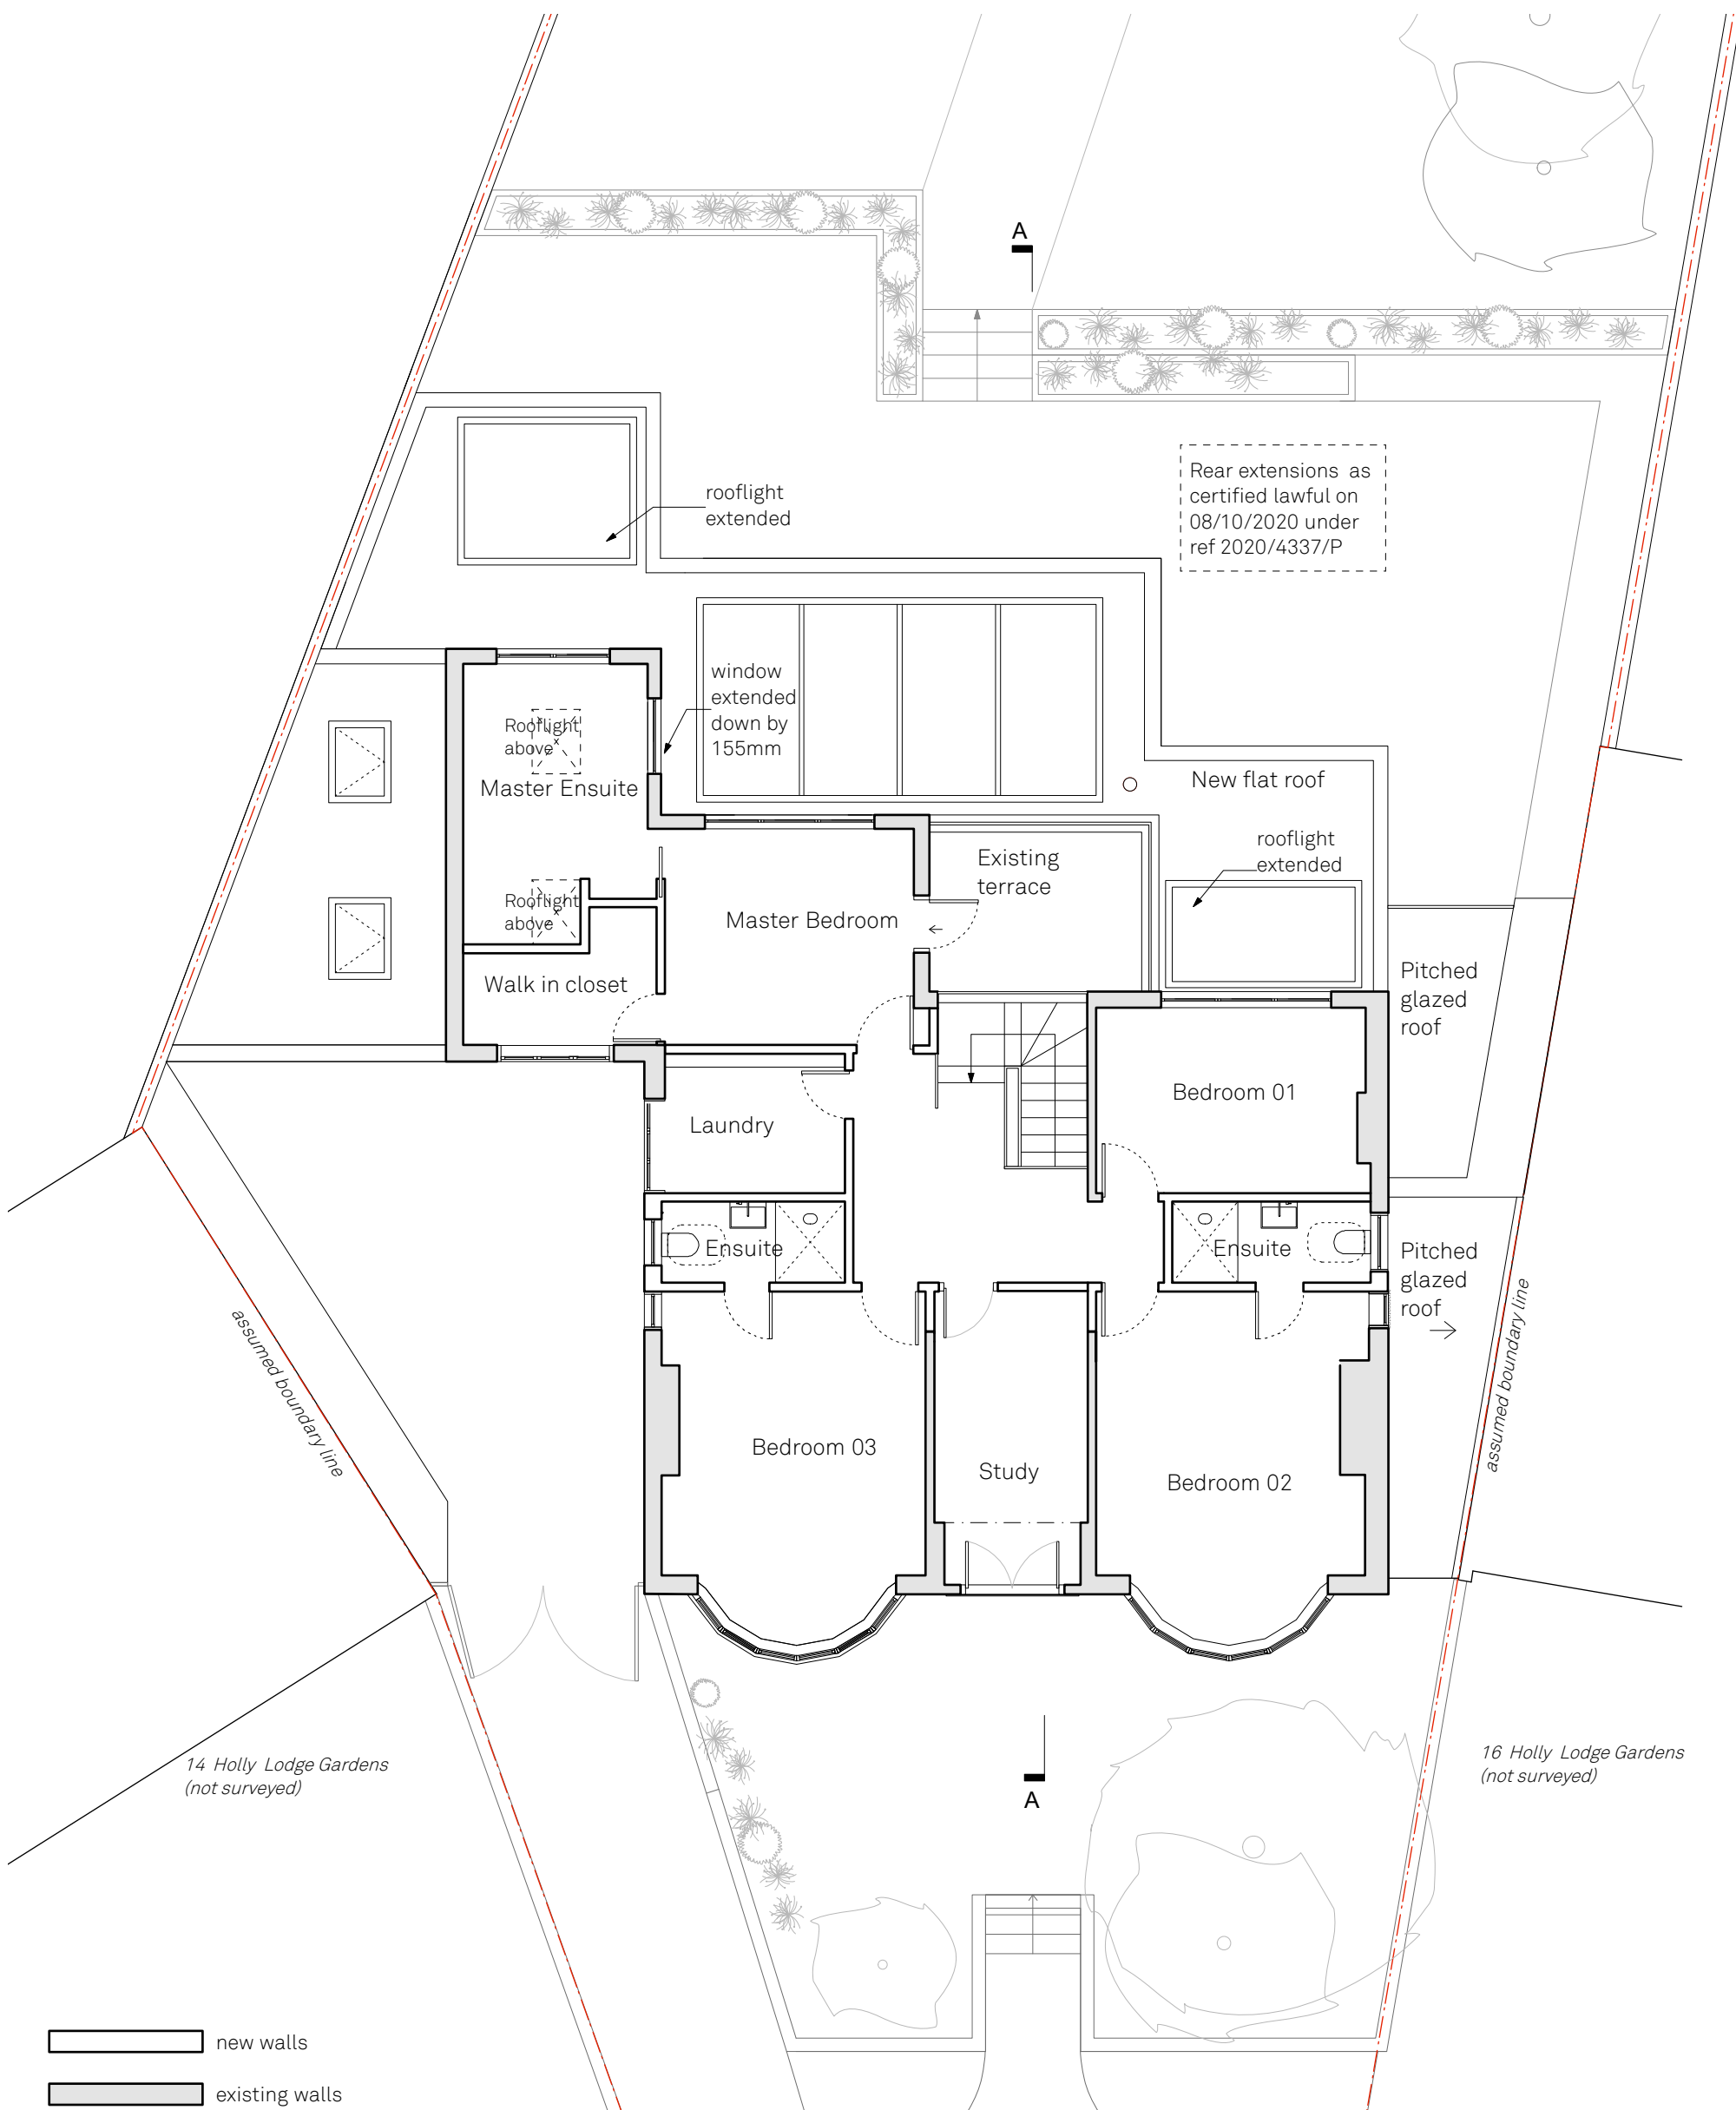 A
rooflight
extended
Rear extensions as
certified lawful on
08/10/2020 under
ref 2020/4337/P
window
extended
down by
155mm
Rooflight
above
Master Ensuite
New flat roof
rooflight
extended
Existing
terrace
Rooflight
above
Master Bedroom
Walk in closet
Pitched
glazed
roof
Bedroom 01
Laundry
Ensuite
Ensuite
Pitched
glazed
roof
assumed boundary line
assumed boundary line
Bedroom 03
Study
Bedroom 02
14 Holly Lodge Gardens
(not surveyed)
16 Holly Lodge Gardens
(not surveyed)
A
new walls
existing walls